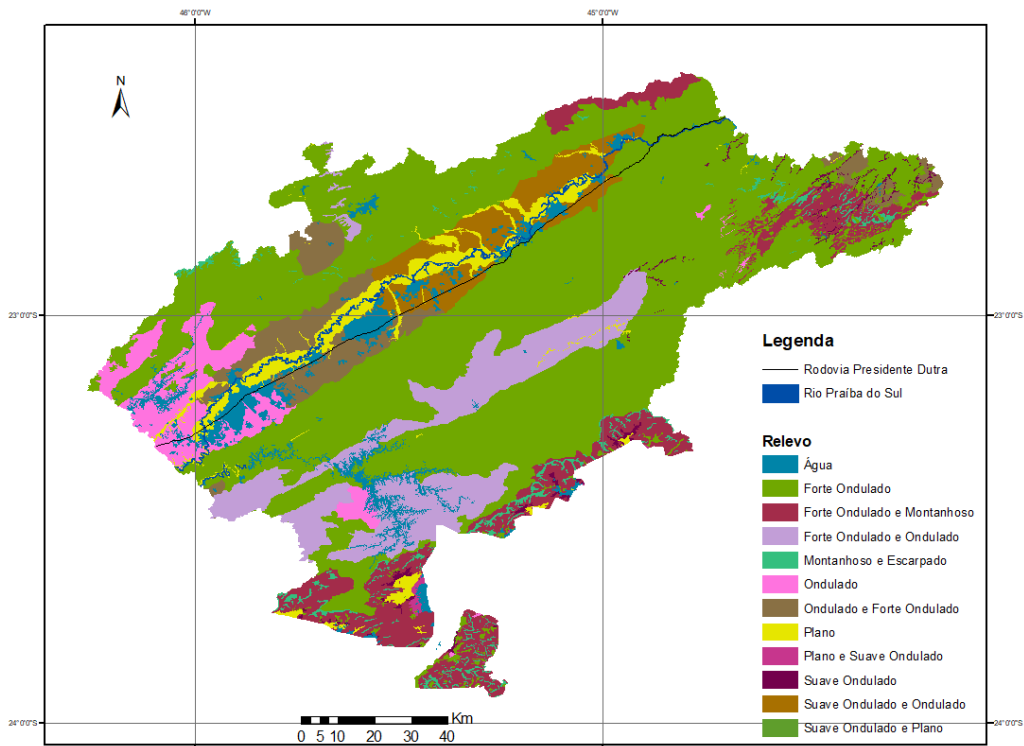 46°0'0"W
45°0'0"W
N
23°0'0"S
23°0'0"S
Legenda
Rodovia Presidente Dutra
Rio Praíba do Sul
Relevo
Água
Forte Ondulado
Forte Ondulado e Montanhoso
Forte Ondulado e Ondulado
Montanhoso e Escarpado
Ondulado
Ondulado e Forte Ondulado
Plano
Plano e Suave Ondulado
Suave Ondulado
Suave Ondulado e Ondulado
Suave Ondulado e Plano
24°0'0"S
24°0'0"S
Km
0 5 10 20 30 40